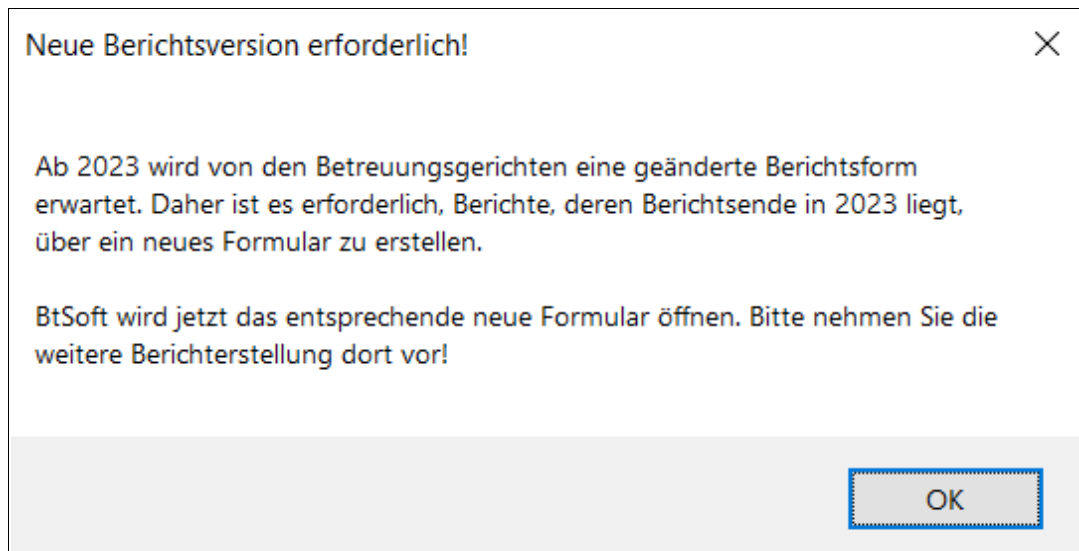 Neue Berichtsversion erforderlich!
Ab 2023 wird von den Betreuungsgerichten eine geänderte Berichtsform
erwartet. Daher ist es erforderlich, Berichte, deren Berichtsende in 2023 liegt,
über ein neues Formular zu erstellen.
BtSoft wird jetzt das entsprechende neue Formular öffnen. Bitte nehmen Sie die
weitere Berichterstellung dort vor!
OK